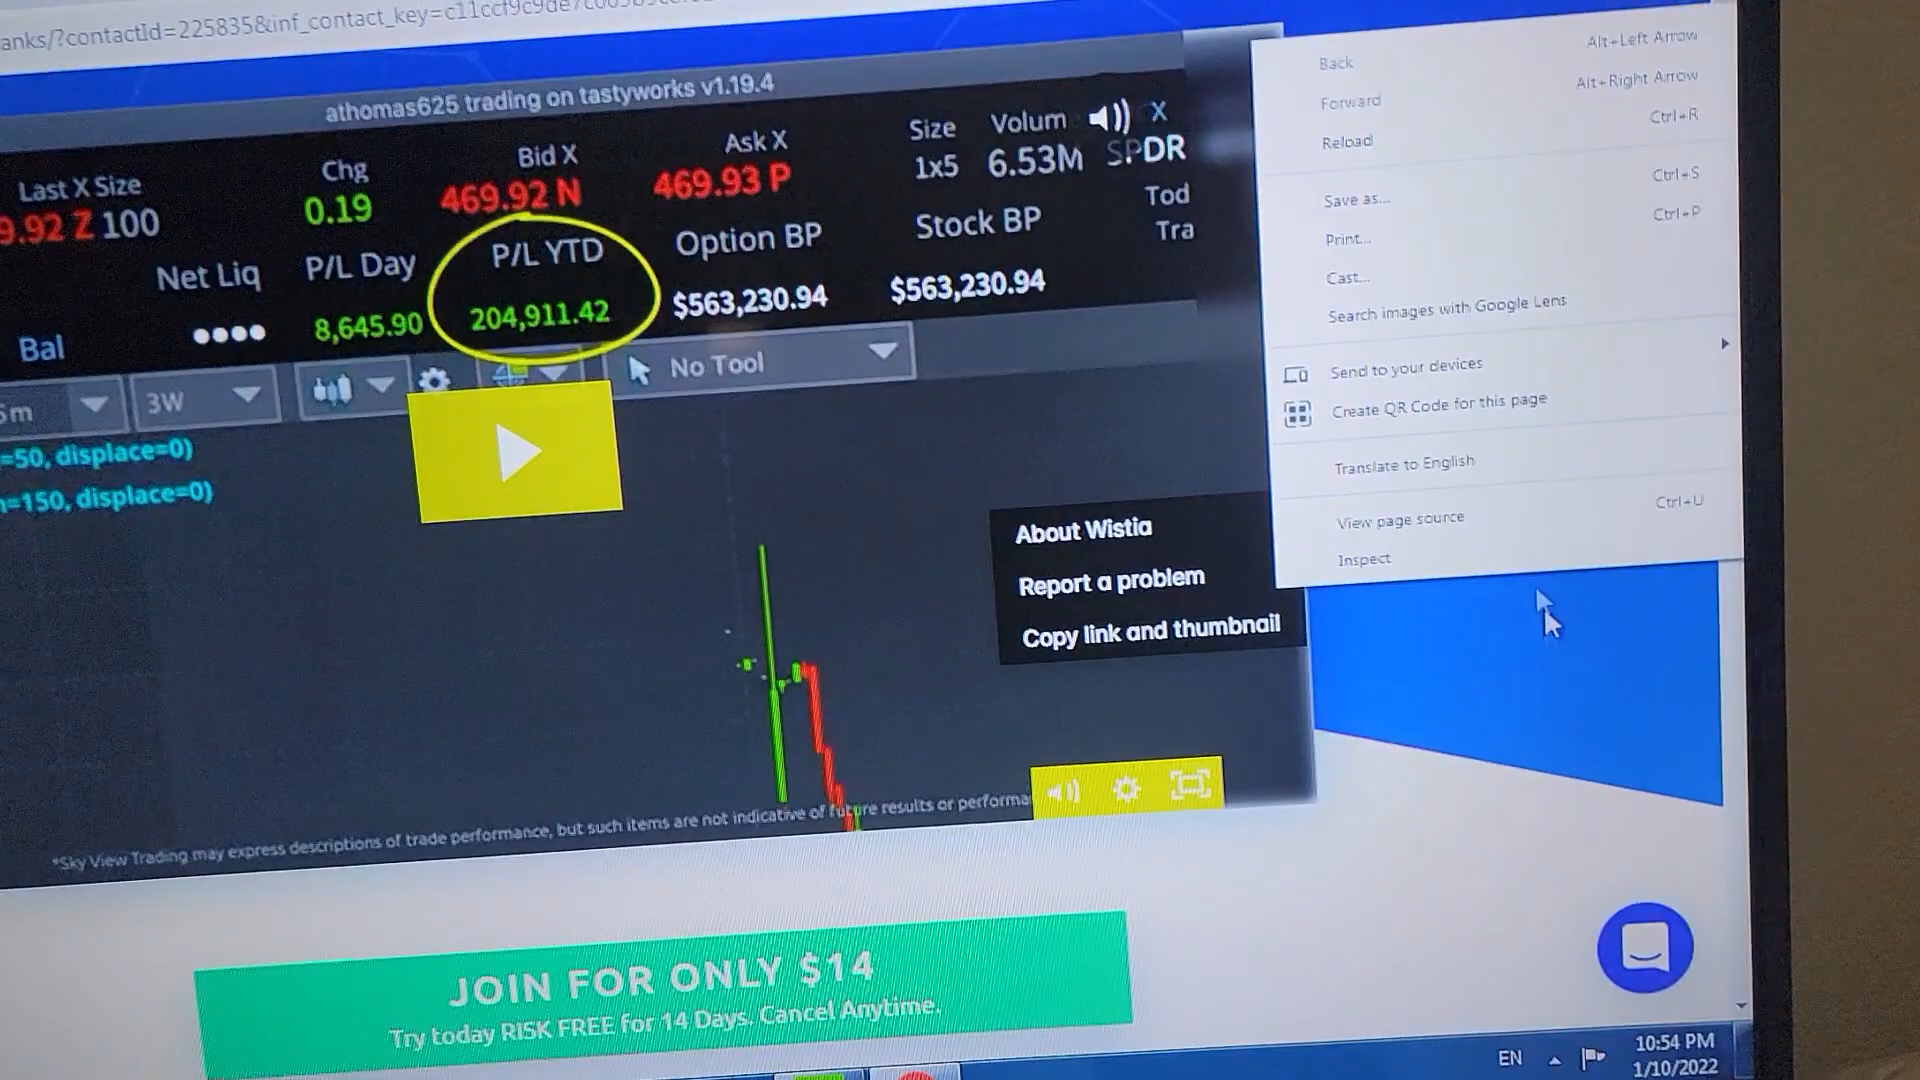 athomas625 trading on tastyworks v1.19.4
Last X Size
Chg
Bid X
Ask X
Size
Volum
X
9.92 Z 100
0.19
469.92 N
469.93 P
1x5
6.53M
SPDR
Net Liq
P/L Day
P/L YTD
Option BP
Stock BP
Tod
Tra
Bal
8,645.90
204,911.42
$563,230.94
$563,230.94
5m
3W
No Tool
=50, displace=0)
=150, displace=0)
About Wistia
Report a problem
Copy link and thumbnail
*Sky View Trading may express descriptions of trade performance, but such items are not indicative of future results or performa
Back Alt+Left Arrow
Forward Alt+Right Arrow
Reload Ctrl+R
Save as... Ctrl+S
Print... Ctrl+P
Cast...
Search images with Google Lens
Send to your devices
Create QR Code for this page
Translate to English
View page source Ctrl+U
Inspect
JOIN FOR ONLY $14
Try today RISK FREE for 14 Days. Cancel Anytime.
EN
10:54 PM
1/10/2022